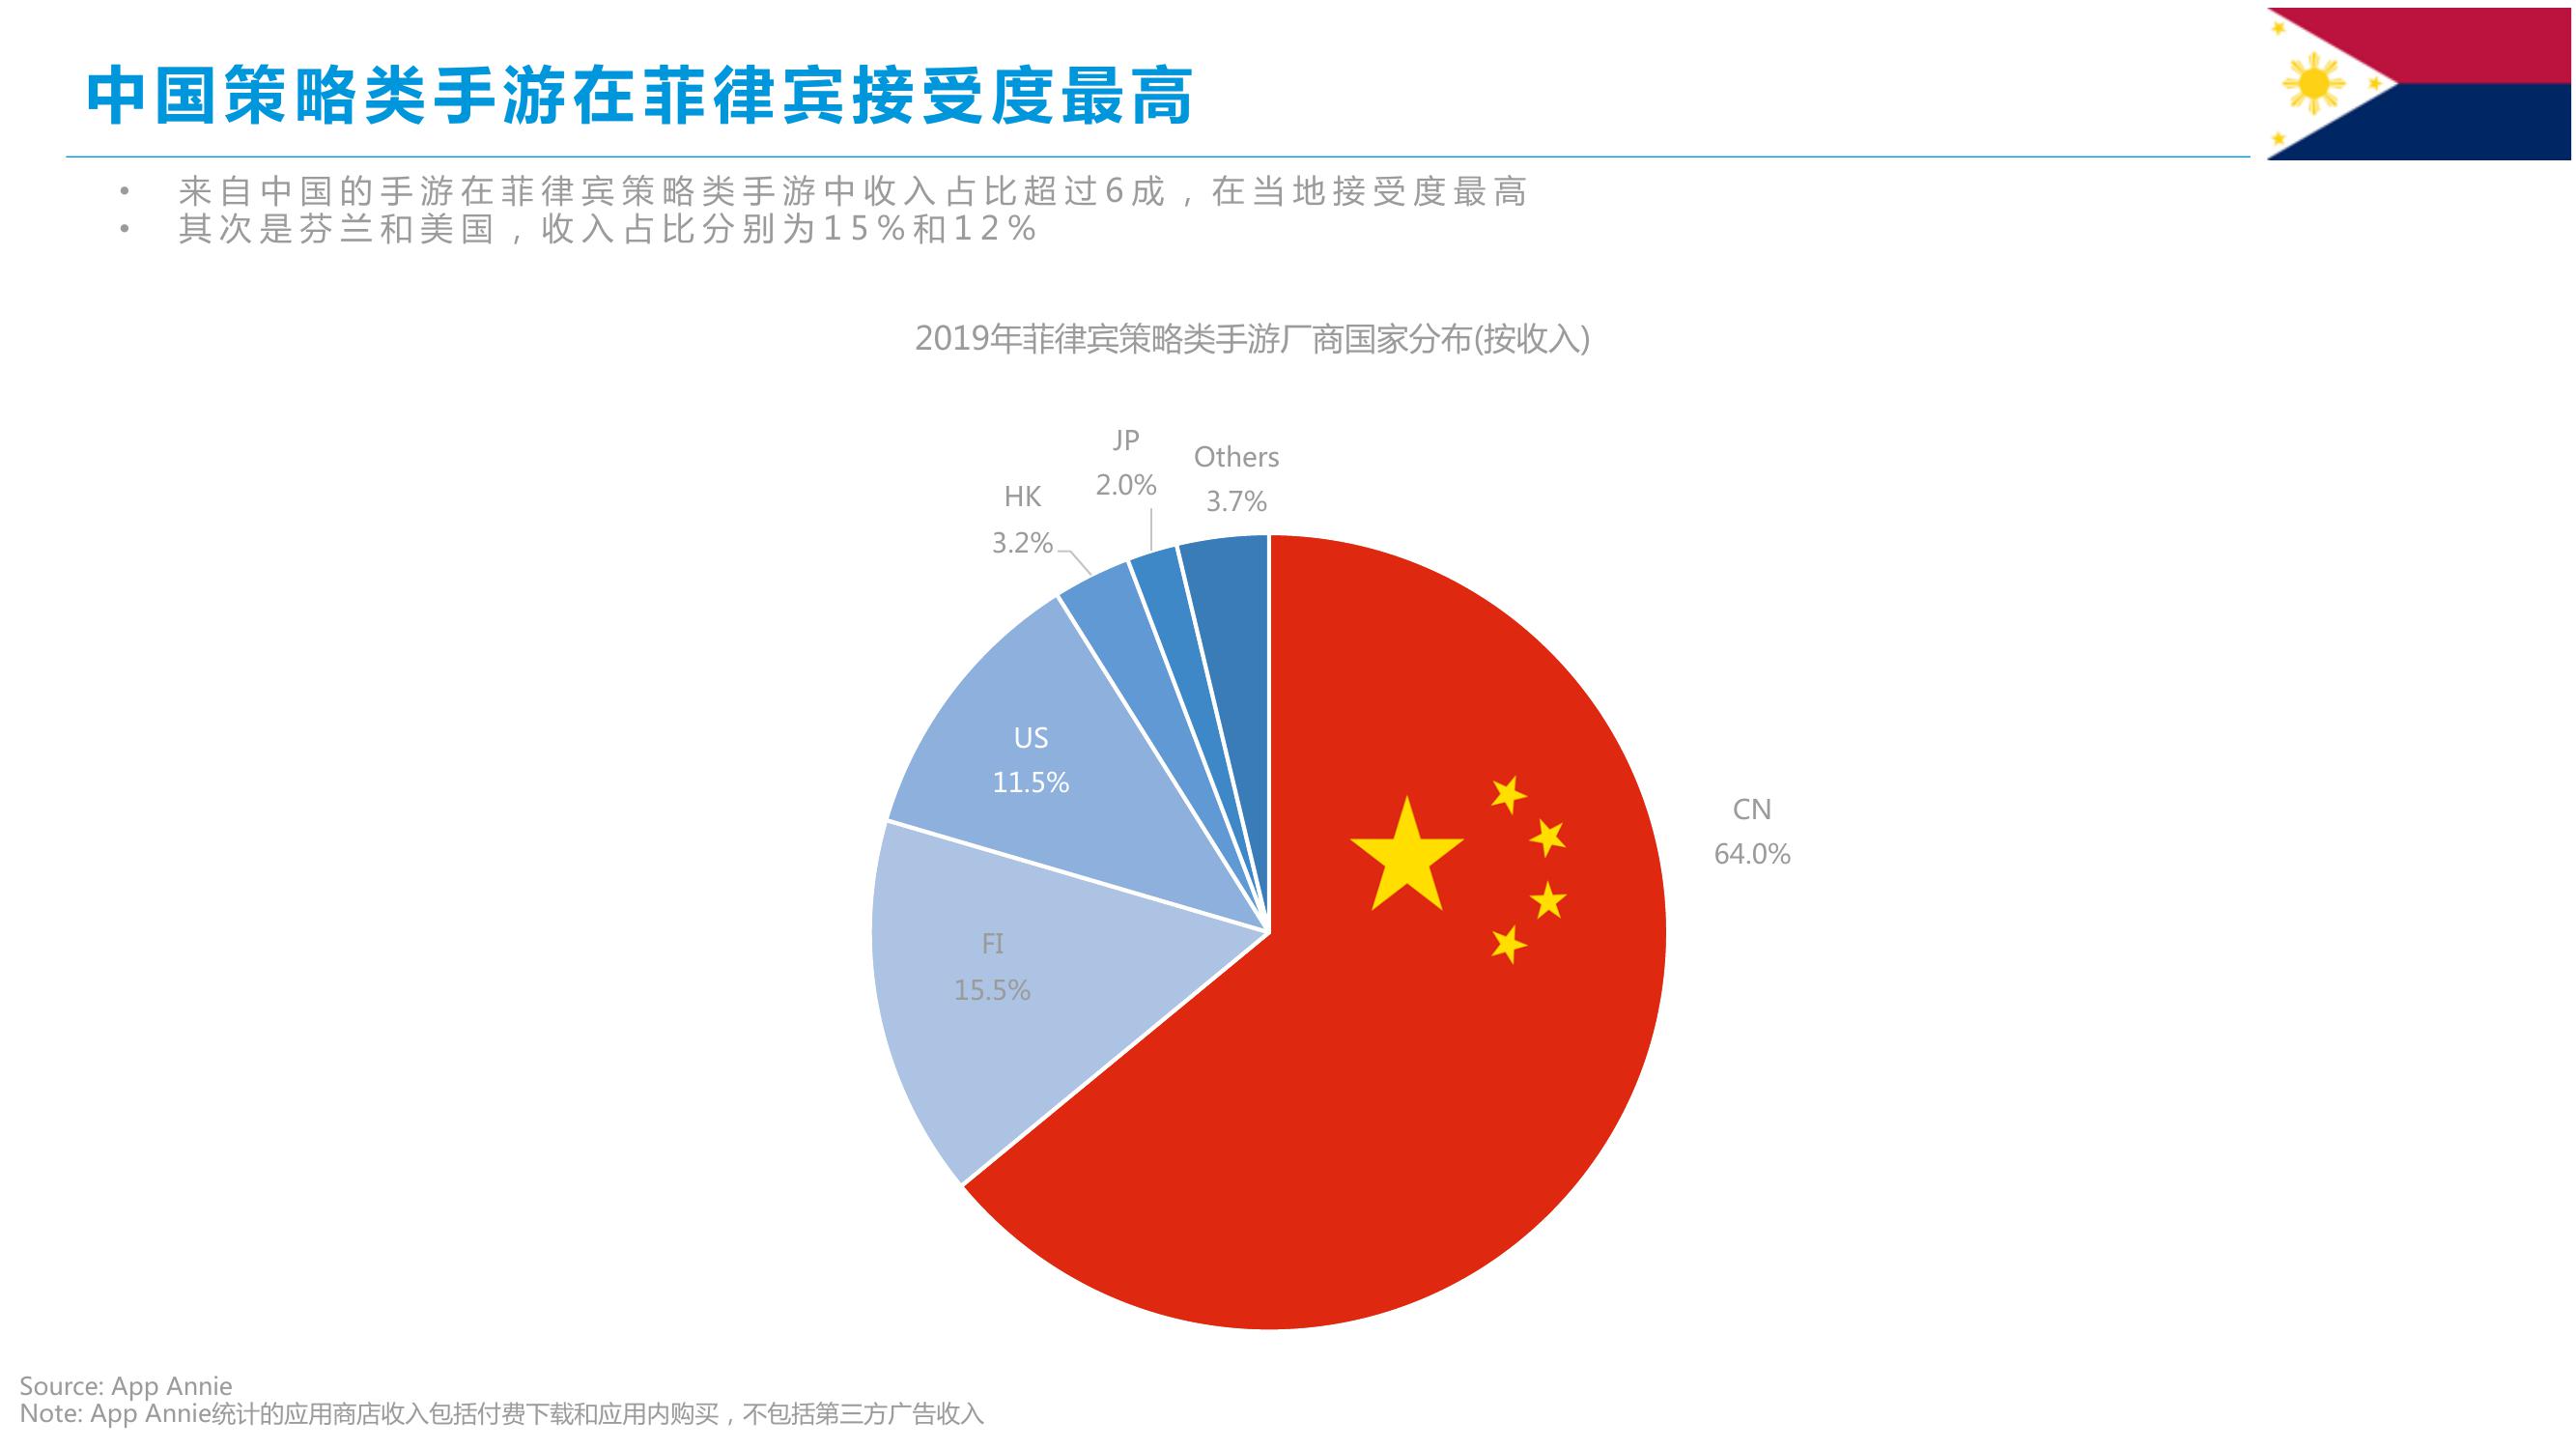 中国策略类手游在菲律宾接受度最高
• 来自中国的手游在菲律宾策略类手游中收入占比超过6成，在当地接受度最高
• 其次是芬兰和美国，收入占比分别为15%和12%
2019年菲律宾策略类手游厂商国家分布(按收入)
JP
2.0%
Others
3.7%
HK
3.2%
US
11.5%
CN
64.0%
FI
15.5%
Source: App Annie
Note: App Annie统计的应用商店收入包括付费下载和应用内购买，不包括第三方广告收入